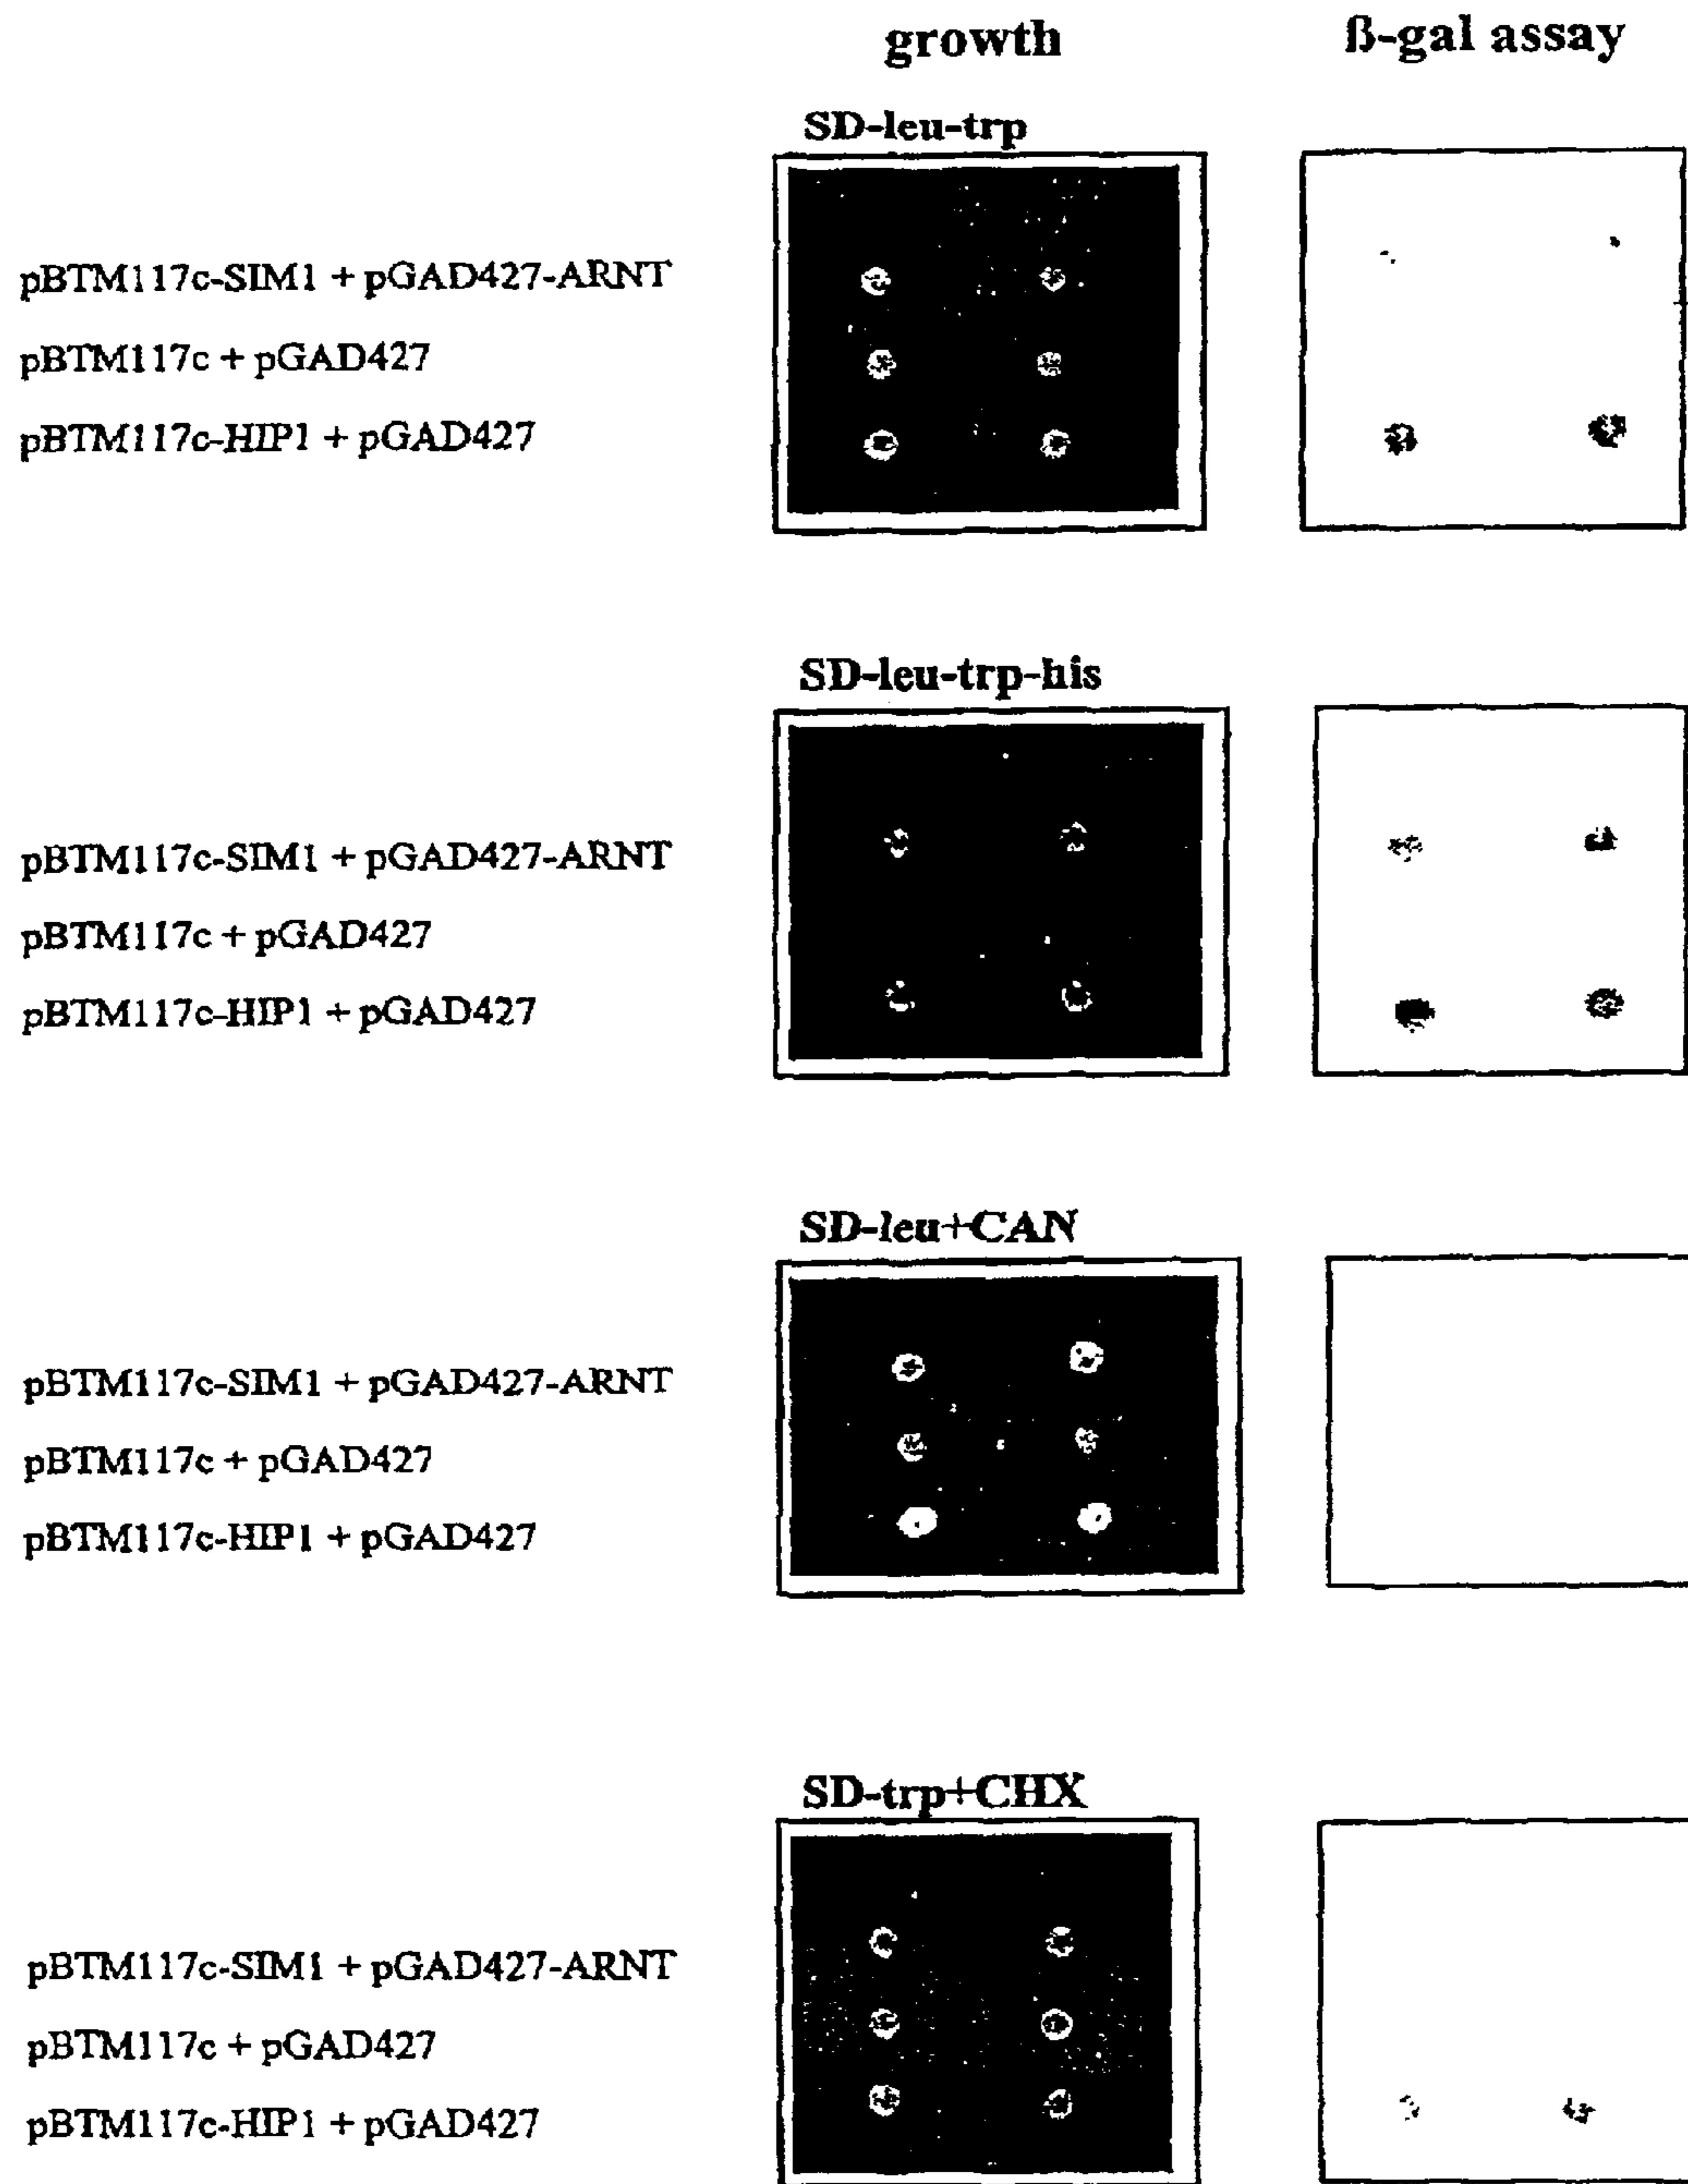 growth
ß-gal assay
SD-leu-trp
pBTM117c-SIM1 + pGAD427-ARNT
pBTM117c + pGAD427
pBTM117c-HIP1 + pGAD427
SD-leu-trp-his
pBTM117c-SIM1 + pGAD427-ARNT
pBTM117c + pGAD427
pBTM117c-HIP1 + pGAD427
SD-leu+CAN
pBTM117c-SIM1 + pGAD427-ARNT
pBTM117c + pGAD427
pBTM117c-HIP1 + pGAD427
SD-trp+CHX
pBTM117c-SIM1 + pGAD427-ARNT
pBTM117c + pGAD427
pBTM117c-HIP1 + pGAD427